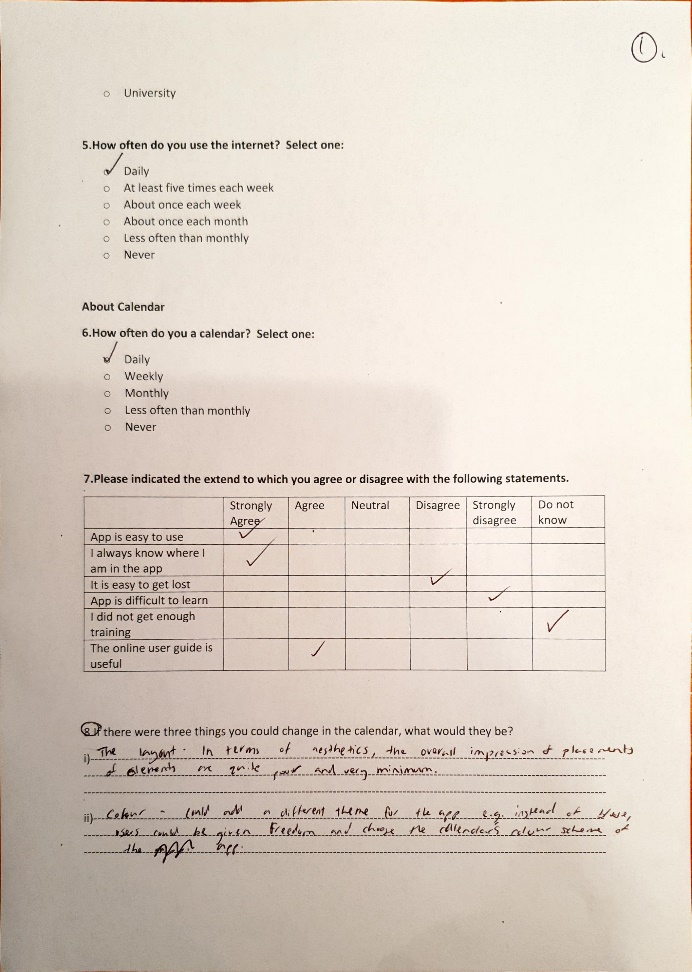 1.
○ University
5.How often do you use the internet? Select one:
✓ Daily
○ At least five times each week
○ About once each week
○ About once each month
○ Less often than monthly
○ Never
About Calendar
6.How often do you a calendar? Select one:
✓ Daily
○ Weekly
○ Monthly
○ Less often than monthly
○ Never
7.Please indicated the extend to which you agree or disagree with the following statements.
Strongly Agree Agree Neutral Disagree Strongly disagree Do not know
App is easy to use ✓
I always know where I am in the app ✓
It is easy to get lost ✓
App is difficult to learn ✓
I did not get enough training ✓
The online user guide is useful ✓
8.If there were three things you could change in the calendar, what would they be?
i) The layout. In terms of aesthetics, the overall impression of placements
of elements are quite poor and very minimum.
ii) Colour - Could add a different theme for the app e.g. instead of
users could be given Freedom and choose the colour scheme of
the app.